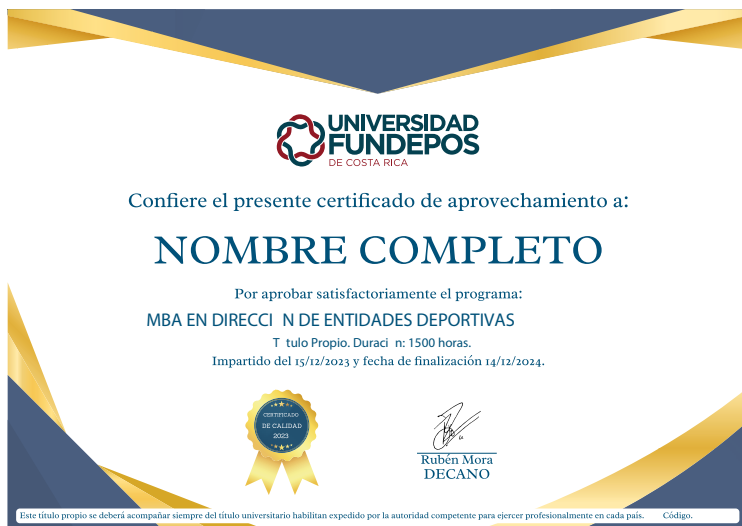 UNIVERSIDAD
FUNDEPOS
DE COSTA RICA
Confiere el presente certificado de aprovechamiento a:
NOMBRE COMPLETO
Por aprobar satisfactoriamente el programa:
MBA EN DIRECCI N DE ENTIDADES DEPORTIVAS
T tulo Propio. Duraci n: 1500 horas.
Impartido del 15/12/2023 y fecha de finalización 14/12/2024.
CERTIFICADO
DE CALIDAD
2023
Rubén Mora
DECANO
Este título propio se deberá acompañar siempre del título universitario habilitan expedido por la autoridad competente para ejercer profesionalmente en cada país. Código.